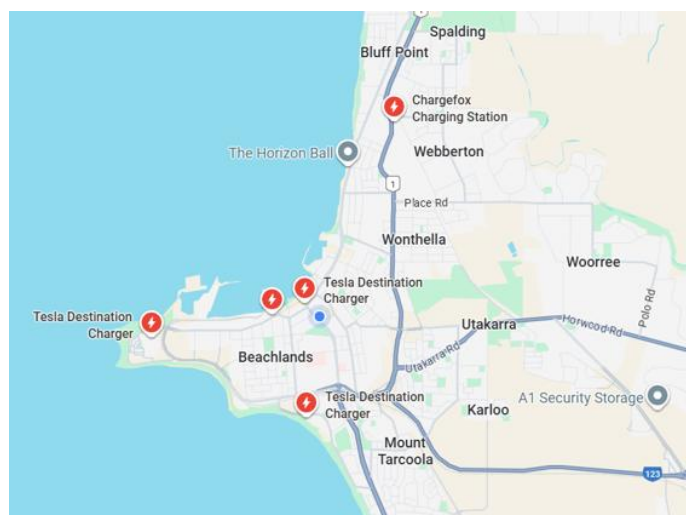 Spalding
Bluff Point
Chargefox
Charging Station
The Horizon Ball
Webberton
1
Place Rd
Wonthella
Woorree
Tesla Destination
Charger
Polo Rd
Tesla Destination
Charger
Utakarra
Horwood Rd
Beachlands
Utakarra Rd
Tesla Destination
Charger
Karloo
A1 Security Storage
Mount
Tarcoola
123